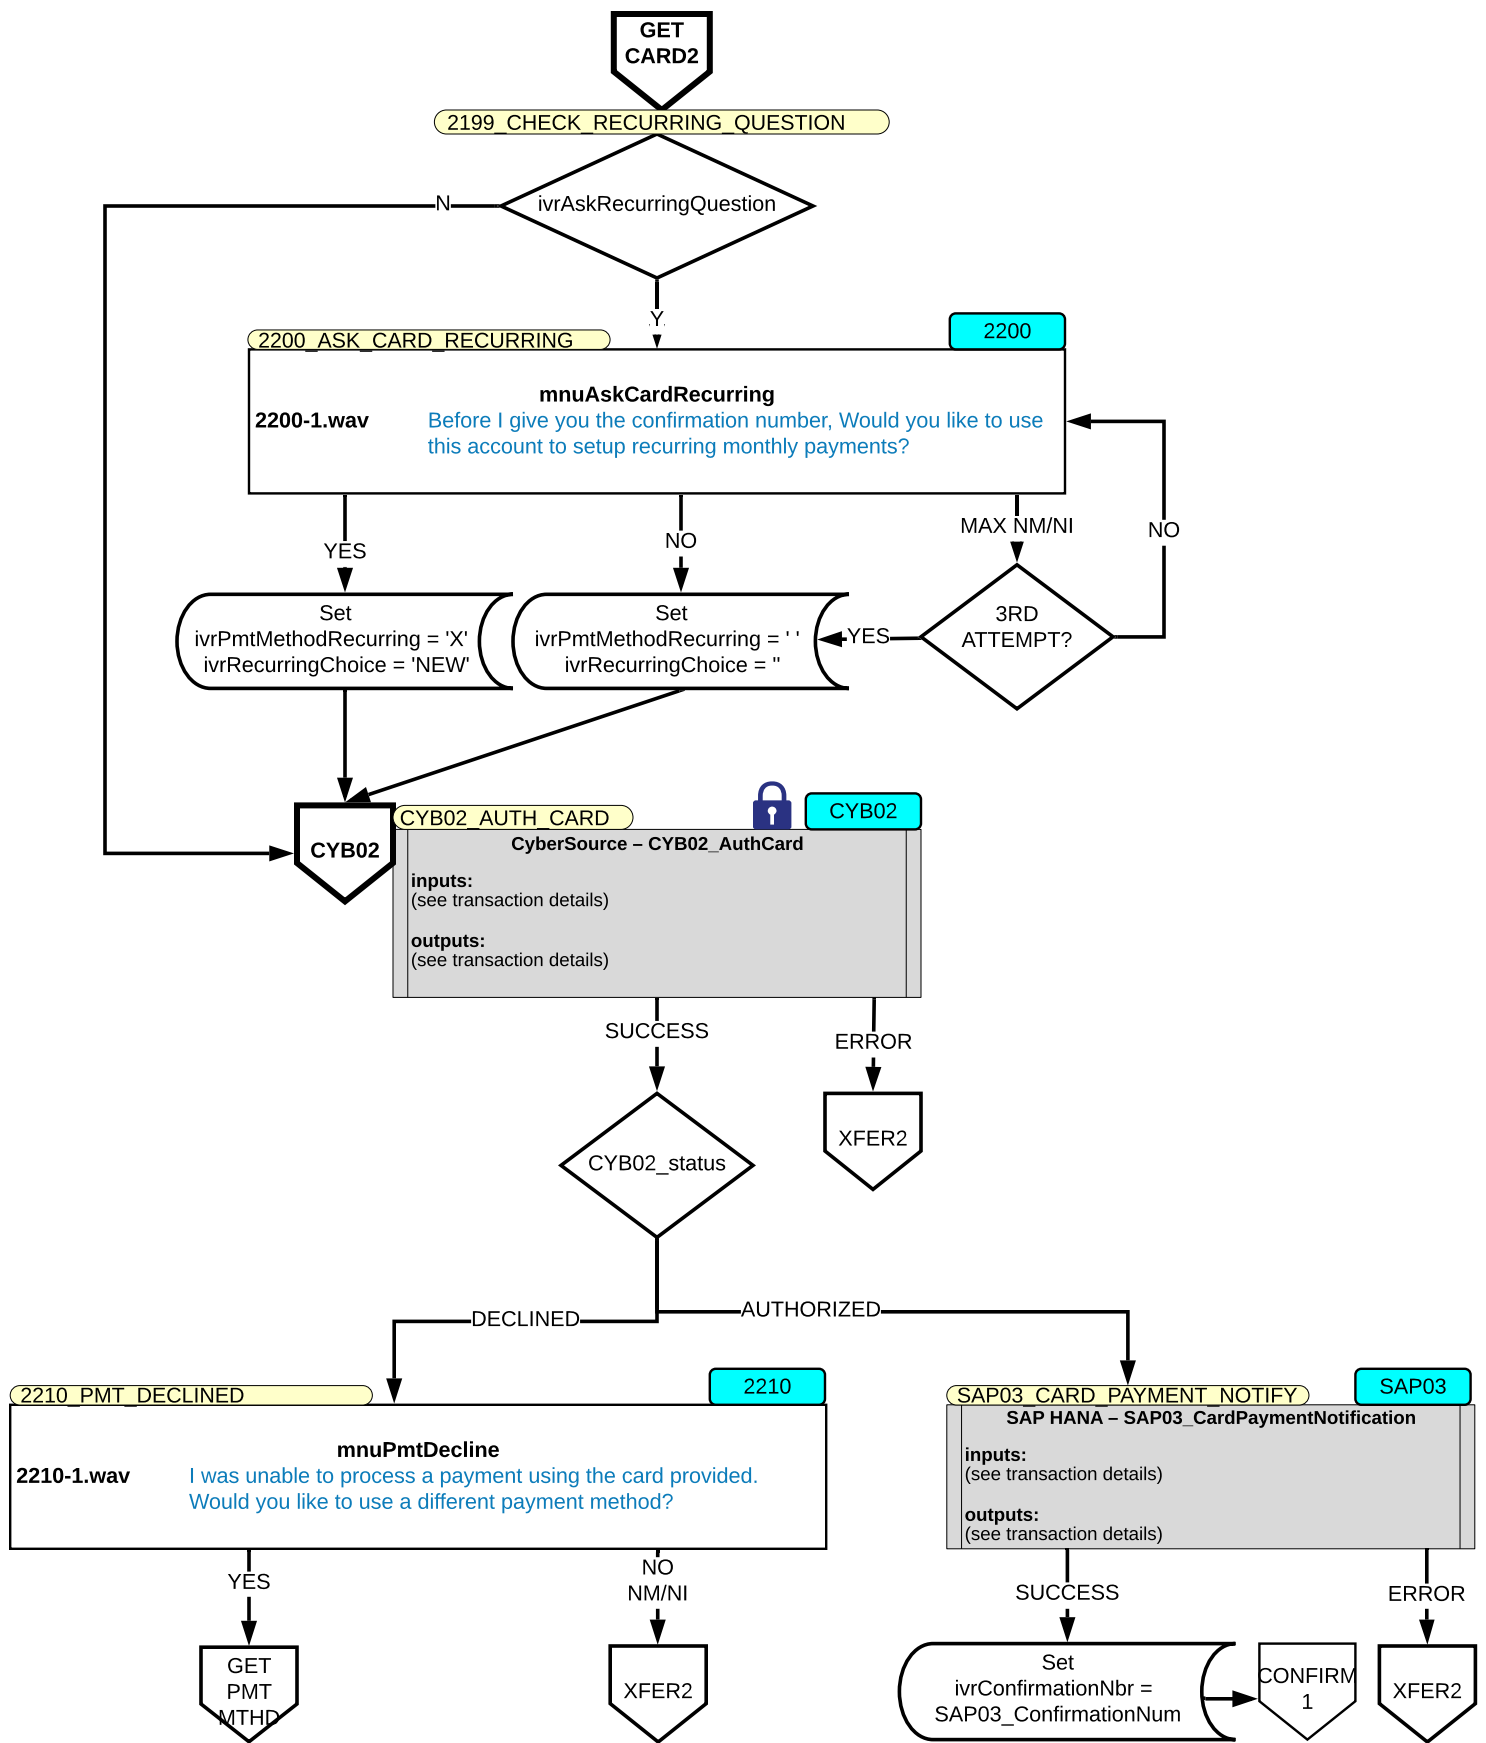 GET
CARD2
2199_CHECK_RECURRING_QUESTION
N
ivrAskRecurringQuestion
Y
2200_ASK_CARD_RECURRING
2200
mnuAskCardRecurring
2200-1.wav Before I give you the confirmation number, Would you like to use
this account to setup recurring monthly payments?
YES
NO
MAX NM/NI
NO
Set
ivrPmtMethodRecurring = 'X'
ivrRecurringChoice = 'NEW'
Set
ivrPmtMethodRecurring = ' '
ivrRecurringChoice = ''
YES
3RD
ATTEMPT?
CYB02
CYB02_AUTH_CARD
CYB02
CyberSource – CYB02_AuthCard
inputs:
(see transaction details)
outputs:
(see transaction details)
SUCCESS
ERROR
XFER2
CYB02_status
DECLINED
AUTHORIZED
2210_PMT_DECLINED
2210
mnuPmtDecline
2210-1.wav I was unable to process a payment using the card provided.
Would you like to use a different payment method?
YES
NO
NM/NI
GET
PMT
MTHD
XFER2
SAP03_CARD_PAYMENT_NOTIFY
SAP03
SAP HANA – SAP03_CardPaymentNotification
inputs:
(see transaction details)
outputs:
(see transaction details)
SUCCESS
ERROR
Set
ivrConfirmationNbr =
SAP03_ConfirmationNum
CONFIRM
1
XFER2